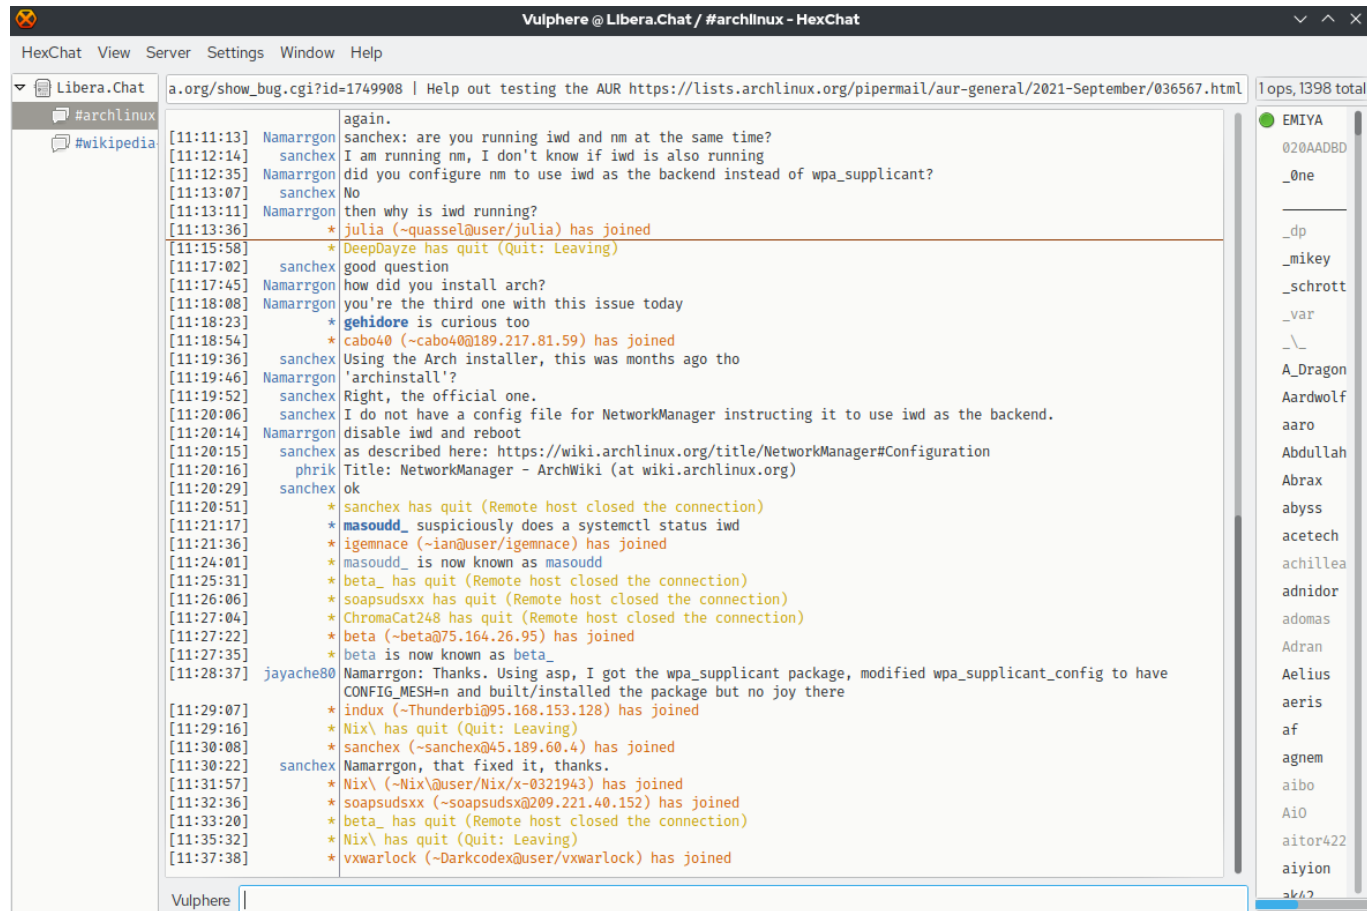 Vulphere @ Libera.Chat / #archlinux - HexChat
HexChat View Server Settings Window Help
Libera.Chat
#archlinux
#wikipedia-
a.org/show_bug.cgi?id=1749908 | Help out testing the AUR https://lists.archlinux.org/pipermail/aur-general/2021-September/036567.html
1 ops, 1398 total
again.
[11:11:13] Namarrgon sanchex: are you running iwd and nm at the same time?
[11:12:14] sanchex I am running nm, I don't know if iwd is also running
[11:12:35] Namarrgon did you configure nm to use iwd as the backend instead of wpa_supplicant?
[11:13:07] sanchex No
[11:13:11] Namarrgon then why is iwd running?
[11:13:36] * julia (~quassel@user/julia) has joined
[11:15:58] * DeepDayze has quit (Quit: Leaving)
[11:17:02] sanchex good question
[11:17:45] Namarrgon how did you install arch?
[11:18:08] Namarrgon you're the third one with this issue today
[11:18:23] * gehidore is curious too
[11:18:54] * cabo40 (~cabo40@189.217.81.59) has joined
[11:19:36] sanchex Using the Arch installer, this was months ago tho
[11:19:46] Namarrgon 'archinstall'?
[11:19:52] sanchex Right, the official one.
[11:20:06] sanchex I do not have a config file for NetworkManager instructing it to use iwd as the backend.
[11:20:14] Namarrgon disable iwd and reboot
[11:20:15] sanchex as described here: https://wiki.archlinux.org/title/NetworkManager#Configuration
[11:20:16] phrik Title: NetworkManager - ArchWiki (at wiki.archlinux.org)
[11:20:29] sanchex ok
[11:20:51] * sanchex has quit (Remote host closed the connection)
[11:21:17] * masoudd_ suspiciously does a systemctl status iwd
[11:21:36] * igemnace (~ian@user/igemnace) has joined
[11:24:01] * masoudd_ is now known as masoudd
[11:25:31] * beta_ has quit (Remote host closed the connection)
[11:26:06] * soapsudsxx has quit (Remote host closed the connection)
[11:27:04] * ChromaCat248 has quit (Remote host closed the connection)
[11:27:22] * beta (~beta@75.164.26.95) has joined
[11:27:35] * beta is now known as beta_
[11:28:37] jayache80 Namarrgon: Thanks. Using asp, I got the wpa_supplicant package, modified wpa_supplicant_config to have
CONFIG_MESH=n and built/installed the package but no joy there
[11:29:07] * indux (~Thunderbi@95.168.153.128) has joined
[11:29:16] * Nix\ has quit (Quit: Leaving)
[11:30:08] * sanchex (~sanchex@45.189.60.4) has joined
[11:30:22] sanchex Namarrgon, that fixed it, thanks.
[11:31:57] * Nix\ (~Nix\@user/Nix/x-0321943) has joined
[11:32:36] * soapsudsxx (~soapsudsx@209.221.40.152) has joined
[11:33:20] * beta_ has quit (Remote host closed the connection)
[11:35:32] * Nix\ has quit (Quit: Leaving)
[11:37:38] * vxwarlock (~Darkcodex@user/vxwarlock) has joined
Vulphere
EMIYA
020AADBD
_0ne
_dp
_mikey
_schrott
_var
_\_
A_Dragon
Aardwolf
aaro
Abdullah
Abrax
abyss
acetech
achillea
adnidor
adomas
Adran
Aelius
aeris
af
agnem
aibo
AiO
aitor422
aiyion
ak42